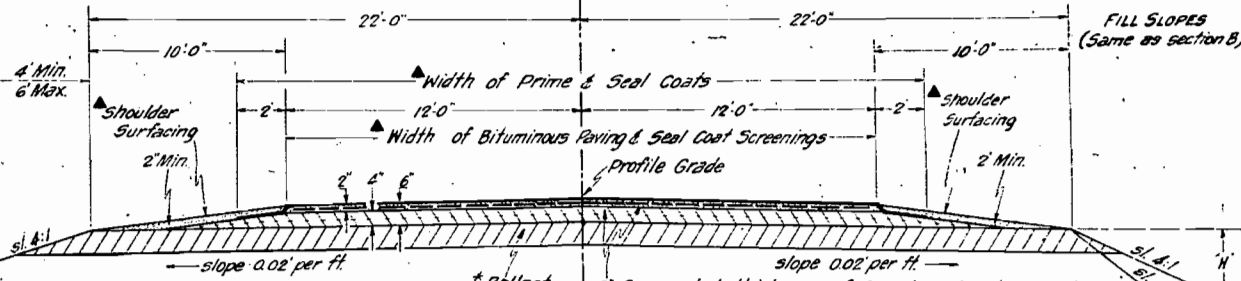 22'-0"
22'-0"
FILL SLOPES
(Same as section B)
10'-0"
10'-0"
4' Min.
6' Max.
▲Width of Prime & Seal Coats
▲Shoulder Surfacing
2'
12'-0"
12'-0"
2'
▲Shoulder Surfacing
▲Width of Bituminous Paving & Seal Coat Screenings
2" Min.
2" 4" 6"
Profile Grade
2" Min.
sl. 4:1
slope 0.02' per ft.
* Ballast
slope 0.02' per ft.
sl. 4:1
sl.
'H'